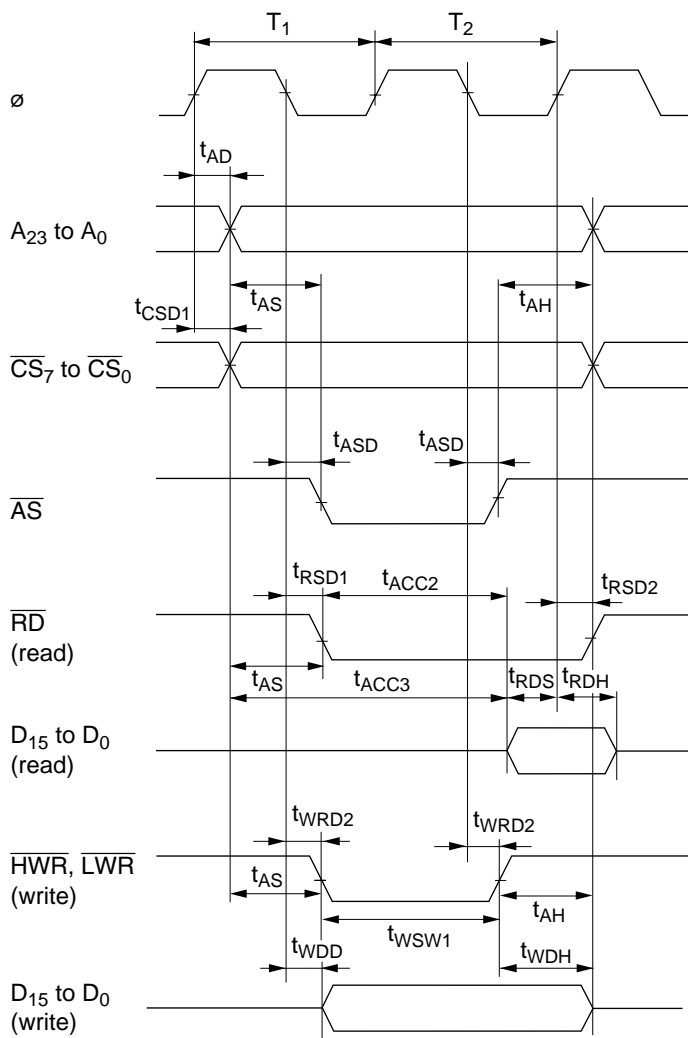 T1 T2
ø
tAD
A23 to A0
tAS tAH
tCSD1
CS7 to CS0
tASD tASD
AS
tRSD1 tACC2 tRSD2
RD
(read)
tAS tACC3 tRDS tRDH
D15 to D0
(read)
tWRD2 tWRD2
HWR, LWR
(write)
tAS tAH
tWSW1
tWDD tWDH
D15 to D0
(write)